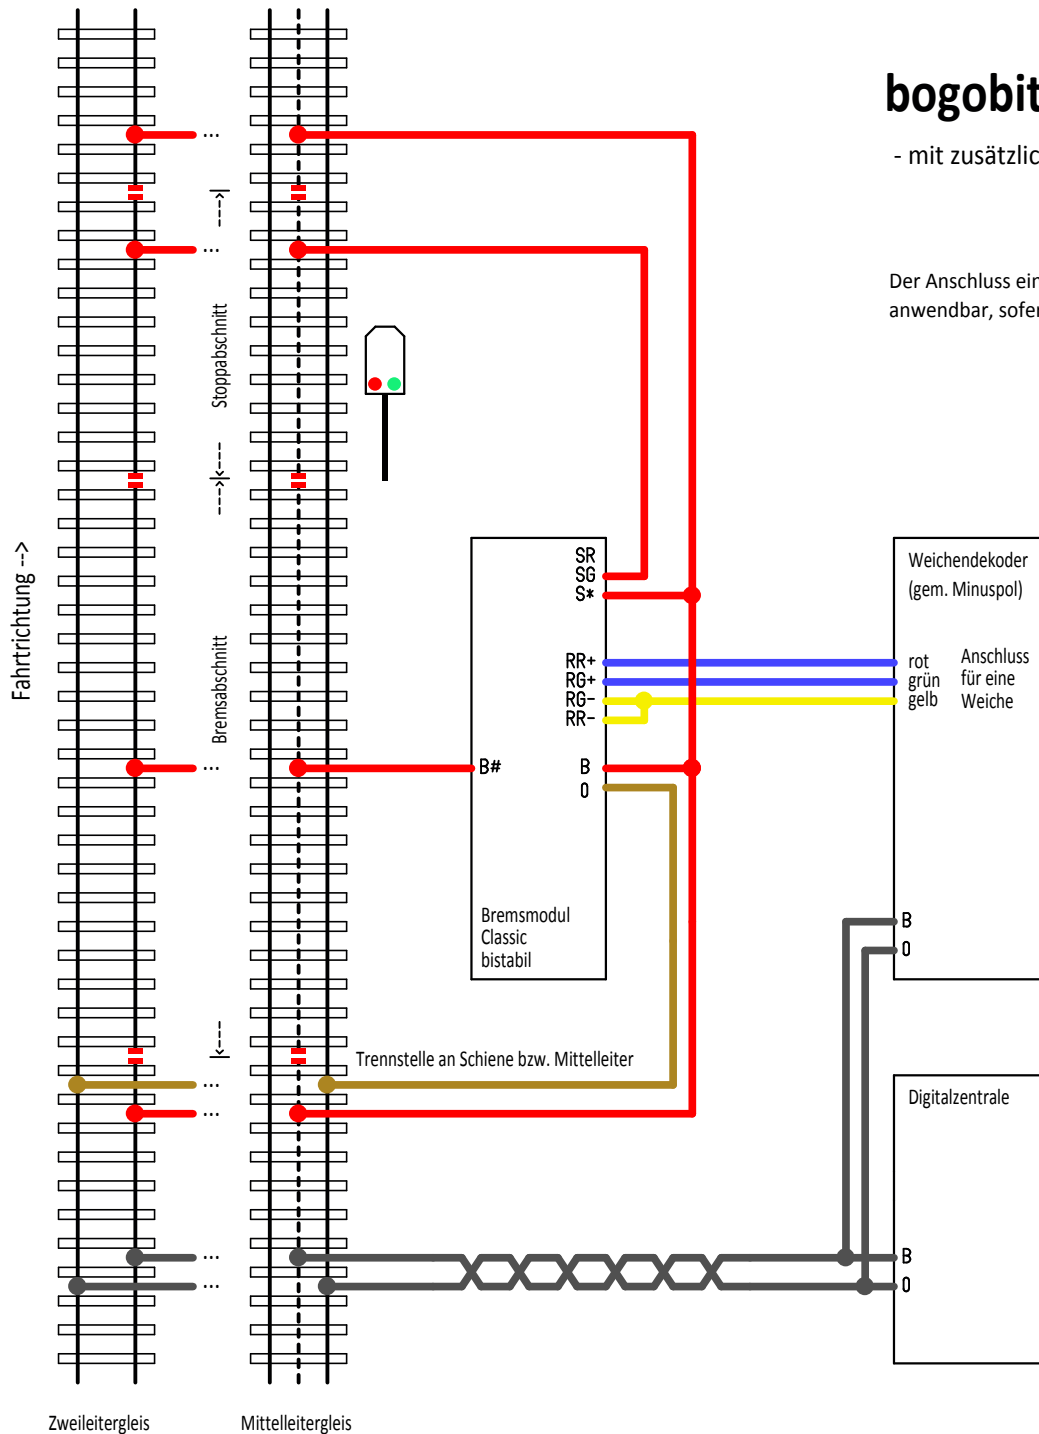 bogobit
- mit zusätzlic
Der Anschluss ein
anwendbar, sofer
...
...
Stoppabschnitt
Fahrtrichtung -->
Bremsabschnitt
SR
SG
S*
RR+
RG+
RG-
RR-
B#
B
0
Bremsmodul
Classic
bistabil
Weichendekoder
(gem. Minuspol)
rot
grün
gelb
Anschluss
für eine
Weiche
B
0
...
Trennstelle an Schiene bzw. Mittelleiter
...
...
Digitalzentrale
...
...
B
0
Zweileitergleis
Mittelleitergleis